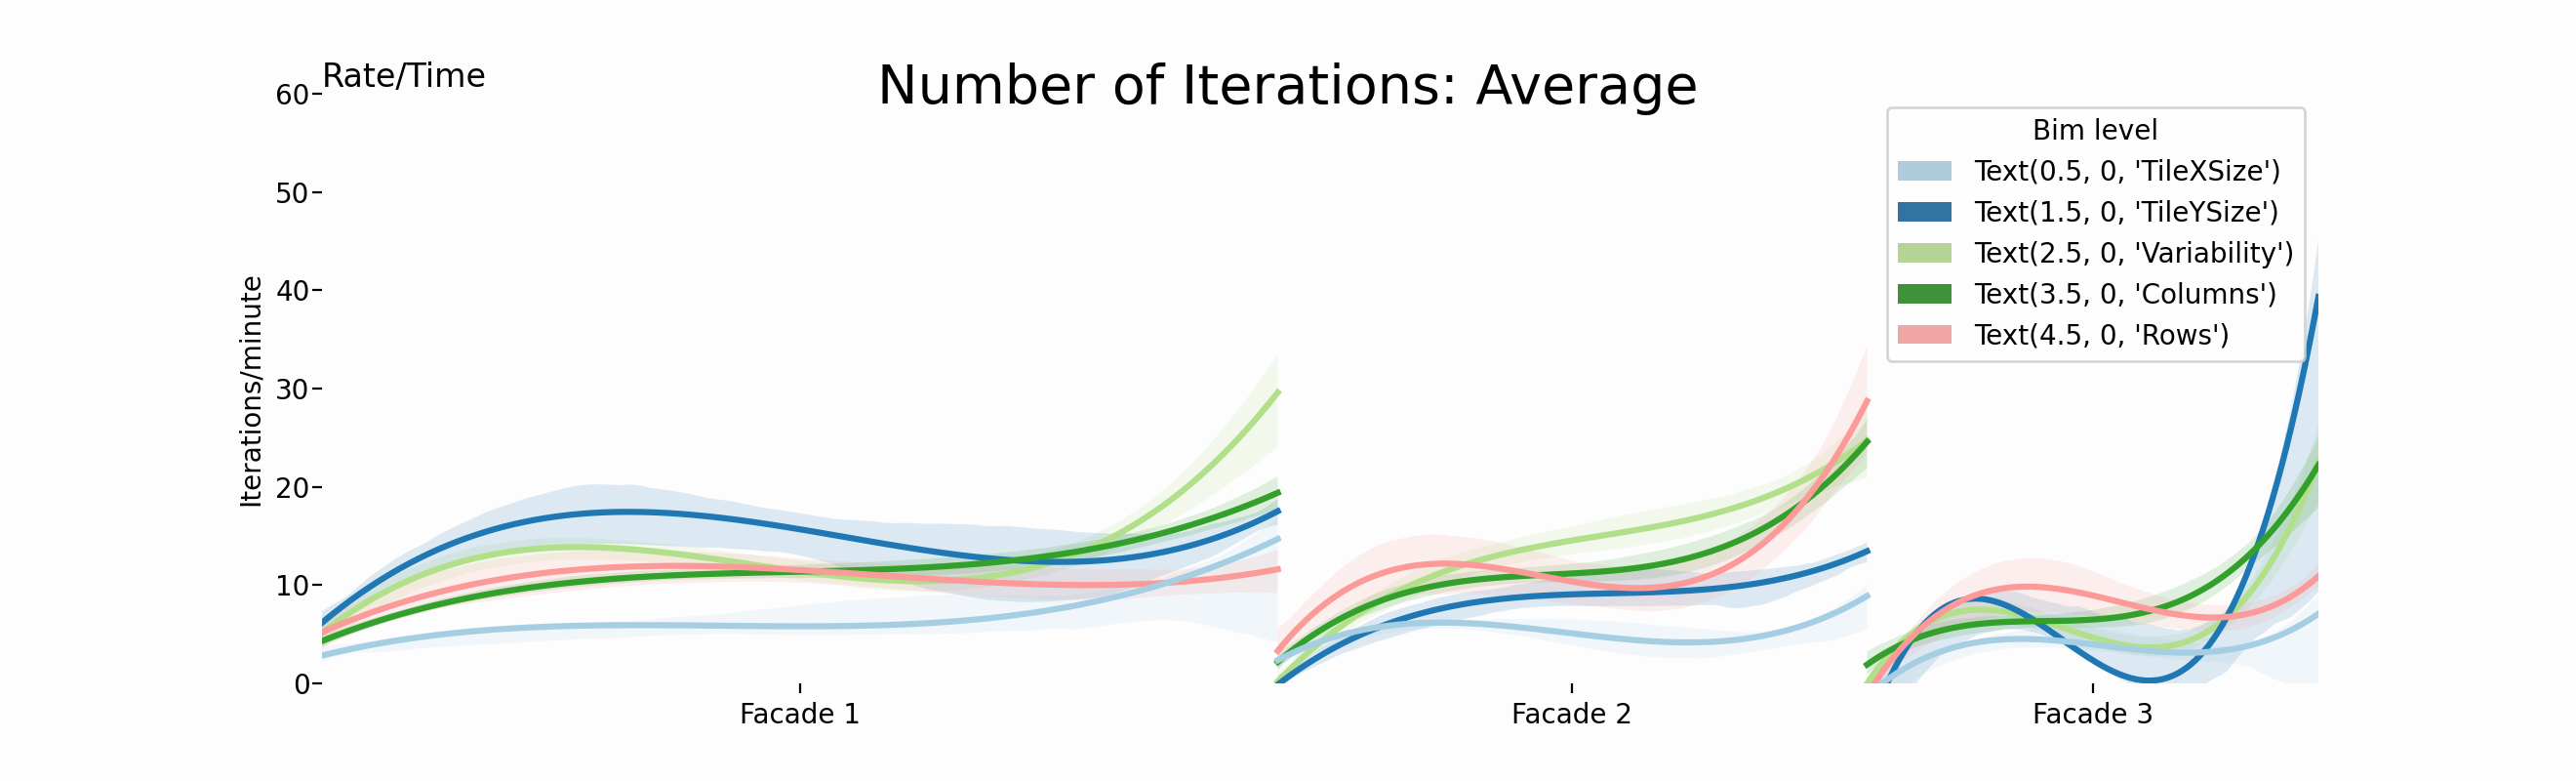 Rate/Time
Number of Iterations: Average
60
50
40
30
20
10
0
Iterations/minute
Bim level
Text(0.5, 0, 'TileXSize')
Text(1.5, 0, 'TileYSize')
Text(2.5, 0, 'Variability')
Text(3.5, 0, 'Columns')
Text(4.5, 0, 'Rows')
Facade 1
Facade 2
Facade 3